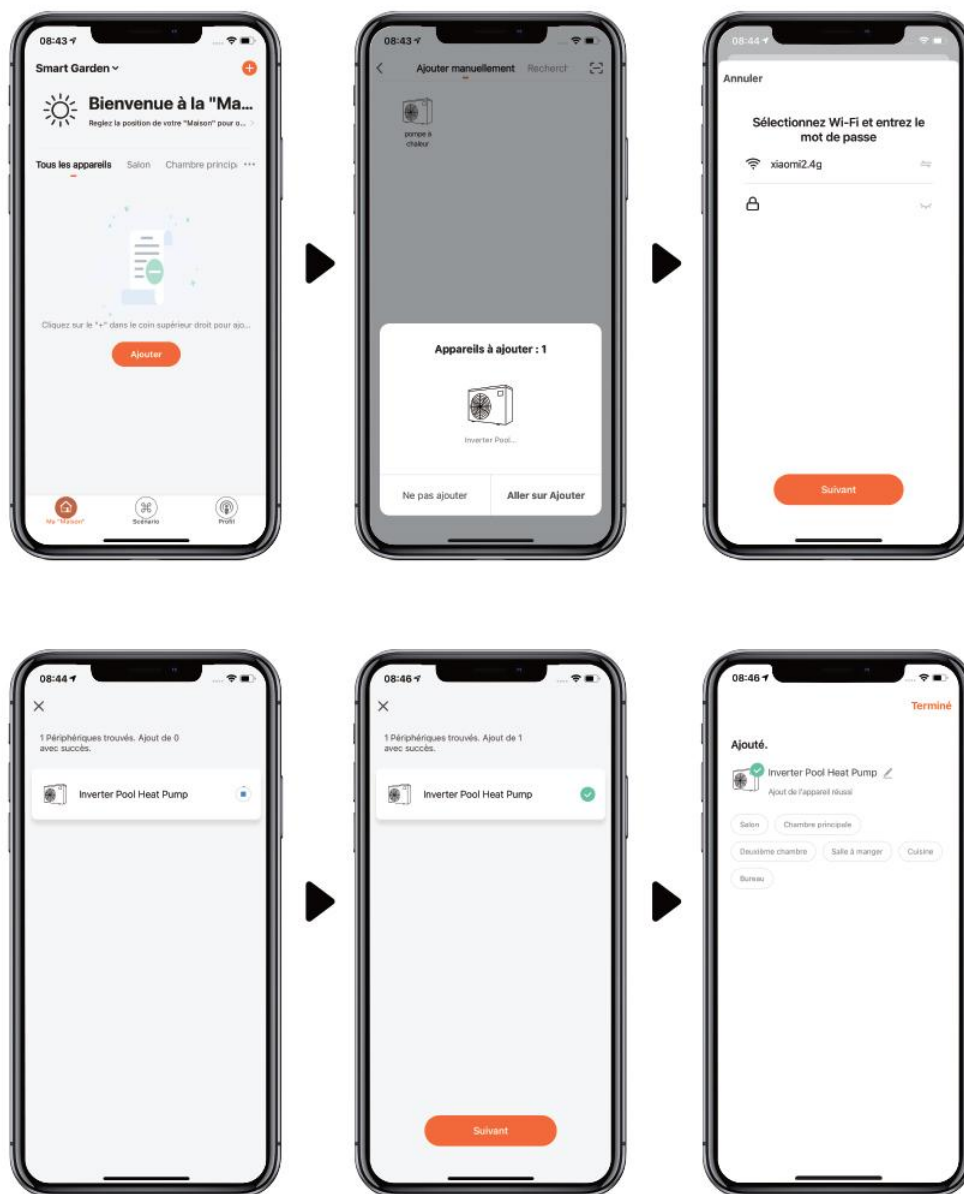 08:43
Smart Garden
Bienvenue à la "Ma...
Reglez la position de votre "Maison" pour o...
Tous les appareils Salon Chambre princip
Cliquez sur le "+" dans le coin supérieur droit pour ajo...
Ajouter
Ma "Maison" Scénario Profil
08:43
Ajouter manuellement Recherch
pompe à
chaleur
Appareils à ajouter : 1
Inverter Pool...
Ne pas ajouter Aller sur Ajouter
08:44
Annuler
Sélectionnez Wi-Fi et entrez le
mot de passe
xiaomi2.4g
Suivant
08:44
1 Périphériques trouvés. Ajout de 0
avec succès.
Inverter Pool Heat Pump
08:46
1 Périphériques trouvés. Ajout de 1
avec succès.
Inverter Pool Heat Pump
Suivant
08:46
Terminé
Ajouté.
Inverter Pool Heat Pump
Ajout de l'appareil réussi
Salon Chambre principale
Deuxième chambre Salle à manger Cuisine
Bureau